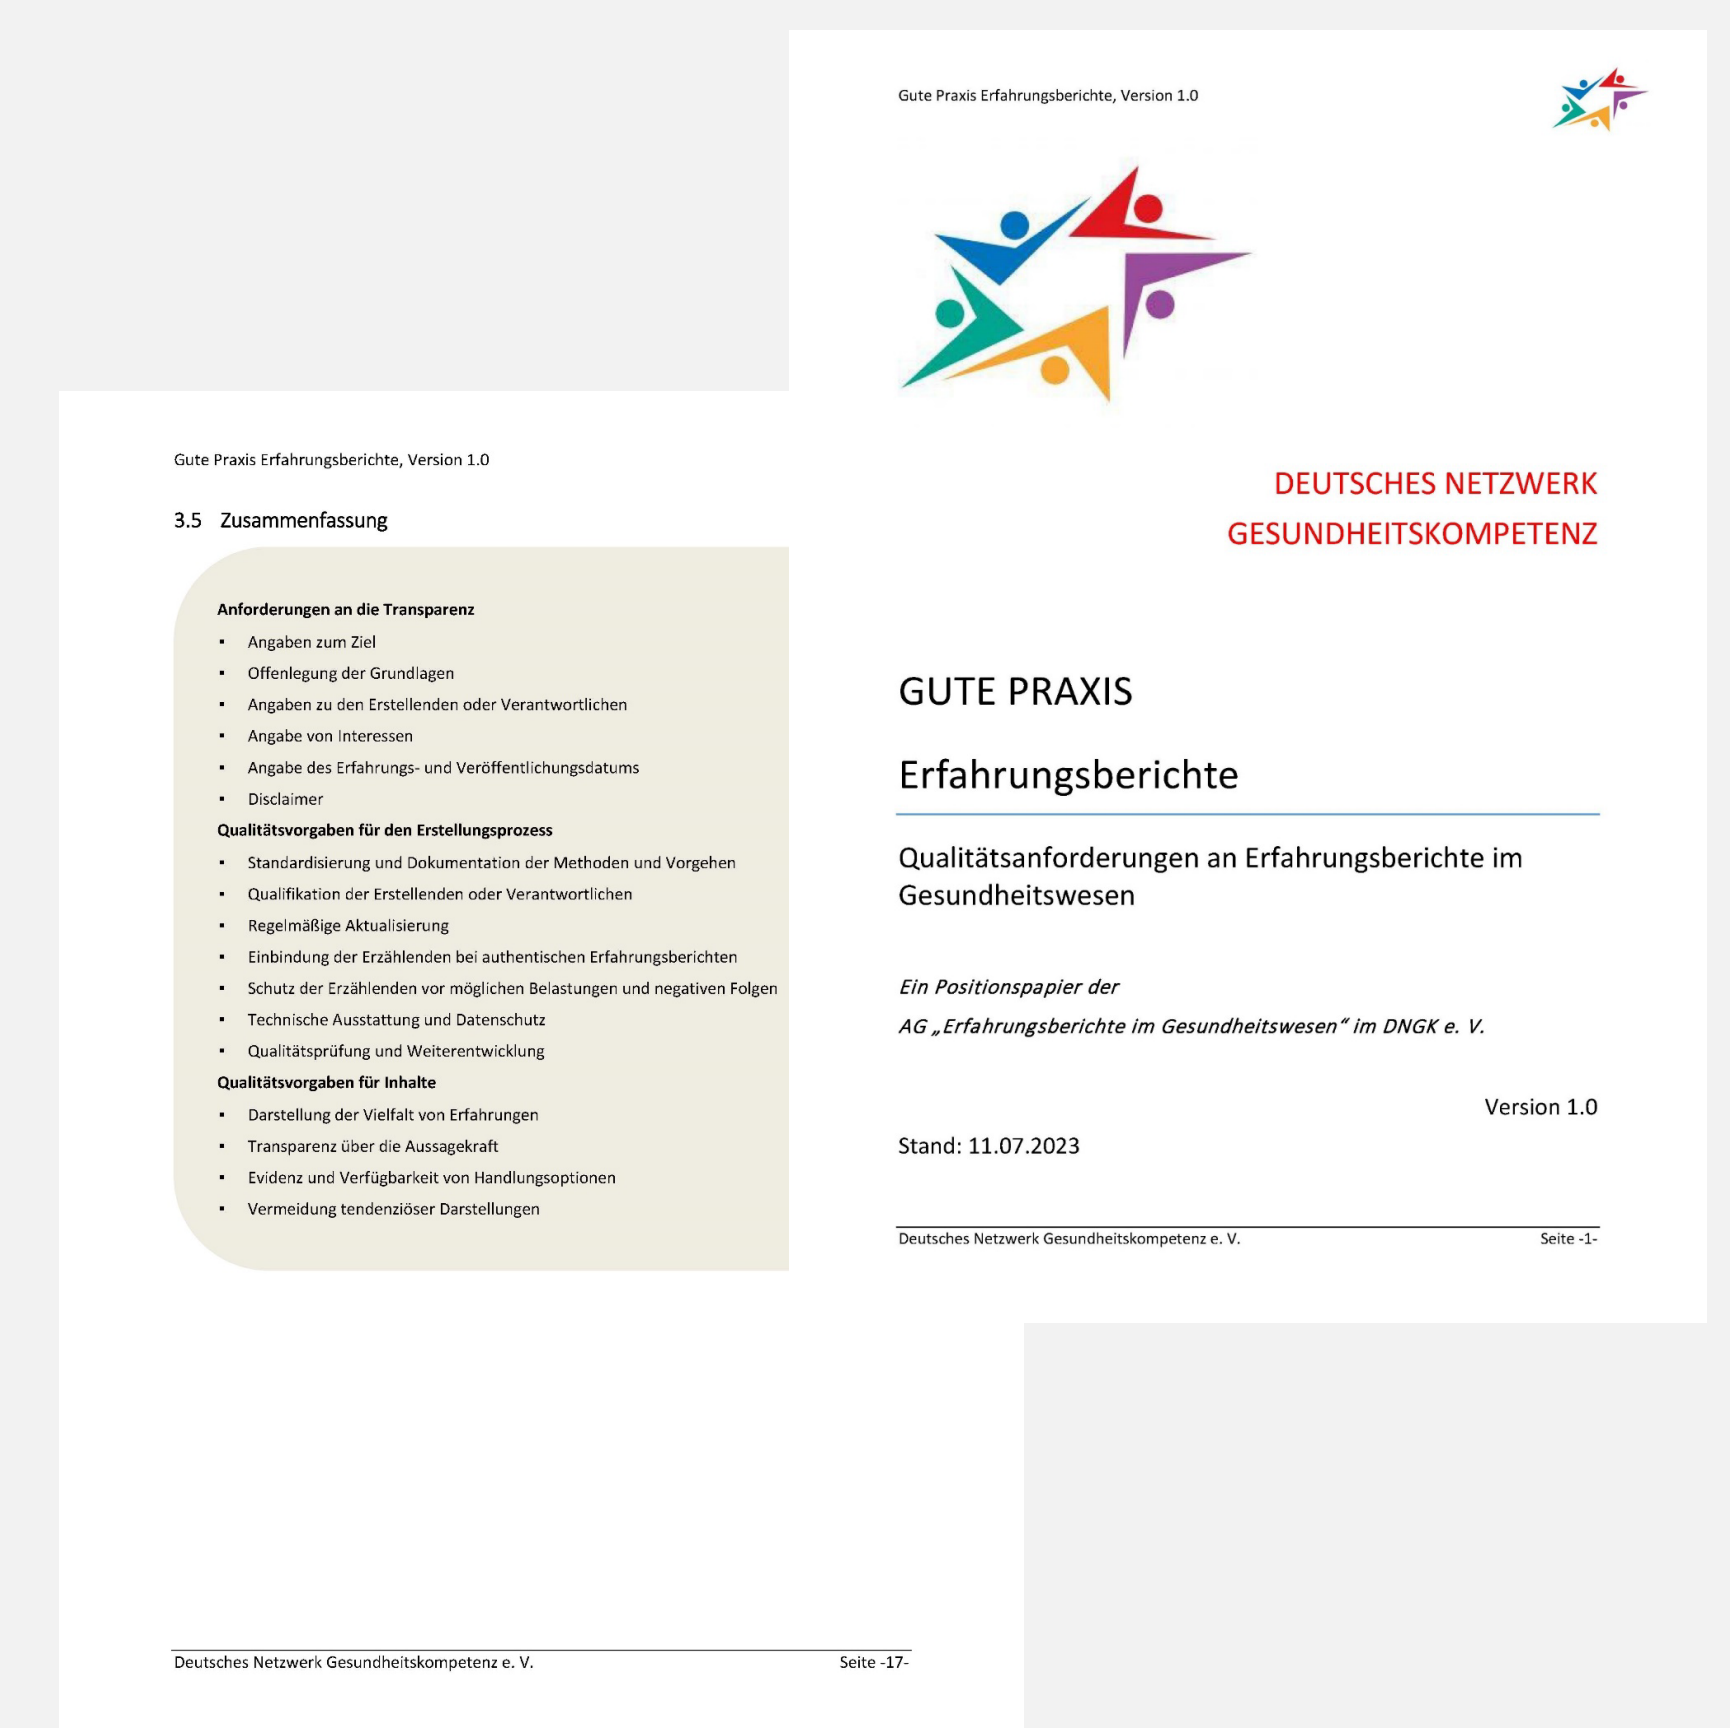 Gute Praxis Erfahrungsberichte, Version 1.0
DEUTSCHES NETZWERK
GESUNDHEITSKOMPETENZ
GUTE PRAXIS
Erfahrungsberichte
Qualitätsanforderungen an Erfahrungsberichte im
Gesundheitswesen
Ein Positionspapier der
AG „Erfahrungsberichte im Gesundheitswesen“ im DNGK e. V.
Version 1.0
Stand: 11.07.2023
Deutsches Netzwerk Gesundheitskompetenz e. V. Seite -1-
Gute Praxis Erfahrungsberichte, Version 1.0
3.5 Zusammenfassung
Anforderungen an die Transparenz
▪ Angaben zum Ziel
▪ Offenlegung der Grundlagen
▪ Angaben zu den Erstellenden oder Verantwortlichen
▪ Angabe von Interessen
▪ Angabe des Erfahrungs- und Veröffentlichungsdatums
▪ Disclaimer
Qualitätsvorgaben für den Erstellungsprozess
▪ Standardisierung und Dokumentation der Methoden und Vorgehen
▪ Qualifikation der Erstellenden oder Verantwortlichen
▪ Regelmäßige Aktualisierung
▪ Einbindung der Erzählenden bei authentischen Erfahrungsberichten
▪ Schutz der Erzählenden vor möglichen Belastungen und negativen Folgen
▪ Technische Ausstattung und Datenschutz
▪ Qualitätsprüfung und Weiterentwicklung
Qualitätsvorgaben für Inhalte
▪ Darstellung der Vielfalt von Erfahrungen
▪ Transparenz über die Aussagekraft
▪ Evidenz und Verfügbarkeit von Handlungsoptionen
▪ Vermeidung tendenziöser Darstellungen
Deutsches Netzwerk Gesundheitskompetenz e. V. Seite -17-